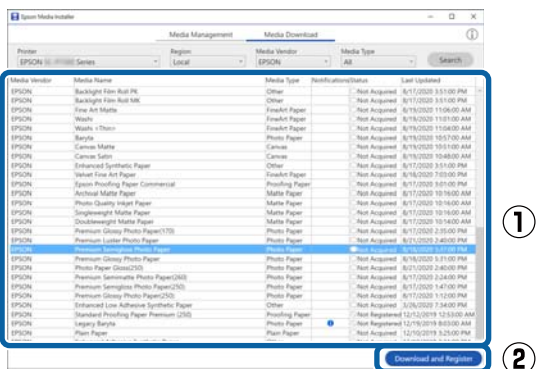 Epson Media Installer
Media Management Media Download
Printer Region Media Vendor Media Type
EPSON Series Local EPSON All Search
Media Vendor Media Name Media Type Notifications Status Last Updated
EPSON Backlight Film Roll PK Other Not Acquired 8/17/2020 3:51:00 PM
EPSON Backlight Film Roll MK Other Not Acquired 8/17/2020 3:51:00 PM
EPSON Fine Art Matte FineArt Paper Not Acquired 8/19/2020 11:06:00 AM
EPSON Washi FineArt Paper Not Acquired 8/19/2020 11:01:00 AM
EPSON Washi <Thin> FineArt Paper Not Acquired 8/19/2020 11:04:00 AM
EPSON Baryta Photo Paper Not Acquired 8/19/2020 10:57:00 AM
EPSON Canvas Matte Canvas Not Acquired 8/19/2020 10:51:00 AM
EPSON Canvas Satin Canvas Not Acquired 8/19/2020 10:48:00 AM
EPSON Enhanced Synthetic Paper Other Not Acquired 8/17/2020 3:51:00 PM
EPSON Velvet Fine Art Paper FineArt Paper Not Acquired 8/18/2020 7:03:00 PM
EPSON Epson Proofing Paper Commercial Proofing Paper Not Acquired 8/17/2020 3:01:00 PM
EPSON Archival Matte Paper Matte Paper Not Acquired 8/17/2020 10:16:00 AM
EPSON Photo Quality Inkjet Paper Matte Paper Not Acquired 8/17/2020 10:16:00 AM
EPSON Singleweight Matte Paper Matte Paper Not Acquired 8/17/2020 10:16:00 AM
EPSON Doubleweight Matte Paper Matte Paper Not Acquired 8/17/2020 10:14:00 AM
EPSON Premium Glossy Photo Paper(170) Photo Paper Not Acquired 8/17/2020 2:35:00 PM
EPSON Premium Luster Photo Paper Photo Paper Not Acquired 8/21/2020 2:40:00 PM
EPSON Premium Semigloss Photo Paper Photo Paper Not Acquired
EPSON Premium Glossy Photo Paper Photo Paper Not Acquired 8/18/2020 5:31:00 PM
EPSON Photo Paper Gloss(250) Photo Paper Not Acquired 8/21/2020 2:40:00 PM
EPSON Premium Semimatte Photo Paper(260) Photo Paper Not Acquired 8/17/2020 2:24:00 PM
EPSON Premium Semigloss Photo Paper(250) Photo Paper Not Acquired 8/17/2020 1:47:00 PM
EPSON Premium Glossy Photo Paper(250) Photo Paper Not Acquired 8/17/2020 1:12:00 PM
EPSON Enhanced Low Adhesive Synthetic Paper Other Not Acquired 3/26/2020 7:34:00 PM
EPSON Standard Proofing Paper Premium (250) Proofing Paper Not Registered 12/12/2019 12:53:00 AM
EPSON Legacy Baryta Photo Paper Not Registered 12/19/2019 8:03:00 AM
EPSON Plain Paper Plain Paper Not Acquired 12/10/2019 3:25:00 PM
①
Download and Register ②